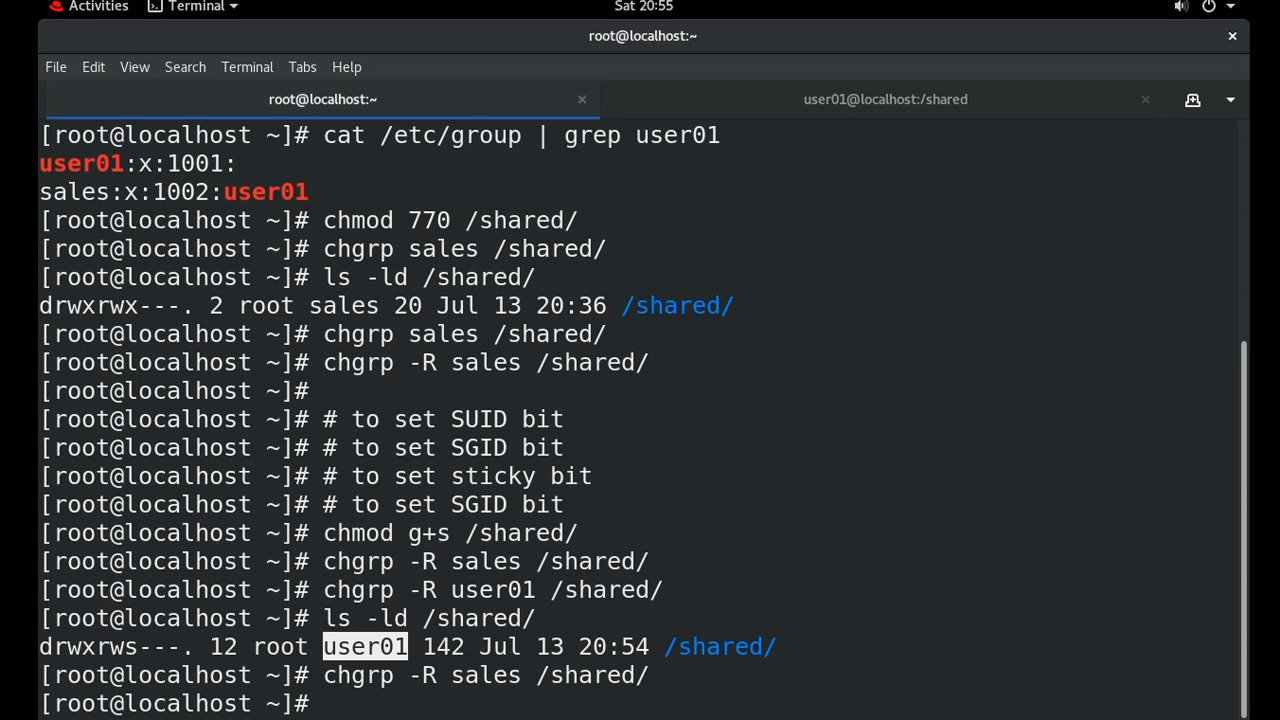 Activities Terminal Sat 20:55
root@localhost:~
File Edit View Search Terminal Tabs Help
root@localhost:~ user01@localhost:/shared
[root@localhost ~]# cat /etc/group | grep user01
user01:x:1001:
sales:x:1002:user01
[root@localhost ~]# chmod 770 /shared/
[root@localhost ~]# chgrp sales /shared/
[root@localhost ~]# ls -ld /shared/
drwxrwx---. 2 root sales 20 Jul 13 20:36 /shared/
[root@localhost ~]# chgrp sales /shared/
[root@localhost ~]# chgrp -R sales /shared/
[root@localhost ~]#
[root@localhost ~]# # to set SUID bit
[root@localhost ~]# # to set SGID bit
[root@localhost ~]# # to set sticky bit
[root@localhost ~]# # to set SGID bit
[root@localhost ~]# chmod g+s /shared/
[root@localhost ~]# chgrp -R sales /shared/
[root@localhost ~]# chgrp -R user01 /shared/
[root@localhost ~]# ls -ld /shared/
drwxrws---. 12 root user01 142 Jul 13 20:54 /shared/
[root@localhost ~]# chgrp -R sales /shared/
[root@localhost ~]#